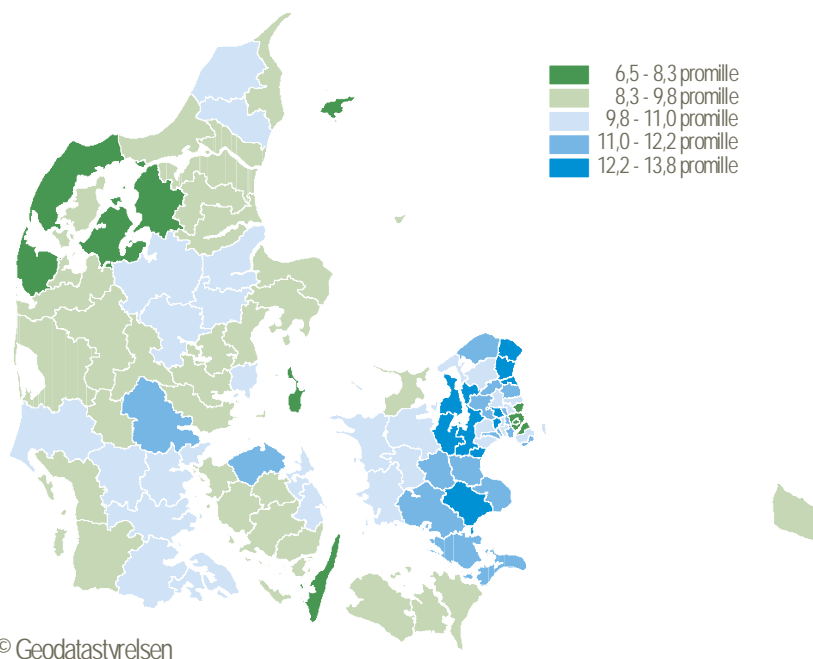 6,5 - 8,3 promille
8,3 - 9,8 promille
9,8 - 11,0 promille
11,0 - 12,2 promille
12,2 - 13,8 promille
© Geodatastyrelsen